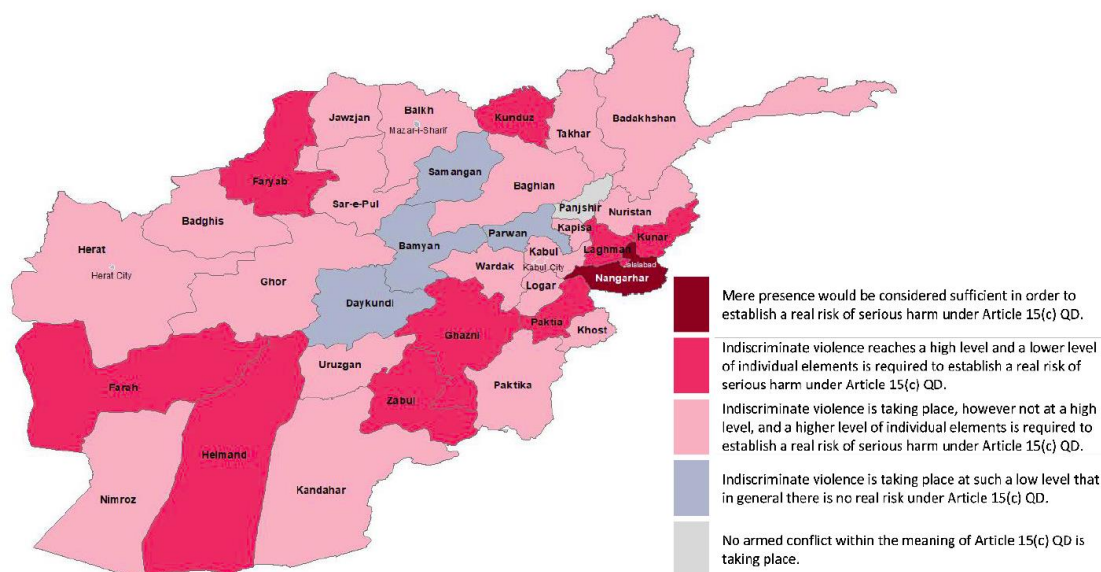 Jawzjan
Balkh
Mazar-i-Sharif
Kunduz
Takhar
Badakhshan
Faryab
Samangan
Baghlan
Sar-e-Pul
Badghis
Panjshir
Nuristan
Kapisa
Parwan
Kunar
Laghman
Bamyan
Herat
Herat City
Kabul
Kabul City
Jalalabad
Wardak
Nangarhar
Ghor
Logar
Daykundi
Paktia
Khost
Ghazni
Uruzgan
Farah
Paktika
Zabul
Helmand
Kandahar
Nimroz
Mere presence would be considered sufficient in order to
establish a real risk of serious harm under Article 15(c) QD.
Indiscriminate violence reaches a high level and a lower level
of individual elements is required to establish a real risk of
serious harm under Article 15(c) QD.
Indiscriminate violence is taking place, however not at a high
level, and a higher level of individual elements is required to
establish a real risk of serious harm under Article 15(c) QD.
Indiscriminate violence is taking place at such a low level that
in general there is no real risk under Article 15(c) QD.
No armed conflict within the meaning of Article 15(c) QD is
taking place.